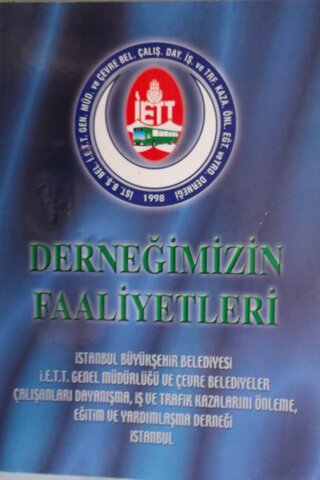 İST. B.Ş. BEL. İ.E.T.T. GEN. MÜD. ve ÇEVRE BEL. ÇALIŞ. DAY. İŞ. ve TRF. KAZA. ÖNL. EĞT. ve YRD. DERNEĞİ
İETT
1998
DERNEĞİMİZİN
FAALİYETLERİ
İSTANBUL BÜYÜKŞEHİR BELEDİYESİ
İ.E.T.T. GENEL MÜDÜRLÜĞÜ VE ÇEVRE BELEDİYELER
ÇALIŞANLARI DAYANIŞMA, İŞ VE TRAFİK KAZALARINI ÖNLEME,
EĞİTİM VE YARDIMLAŞMA DERNEĞİ
İSTANBUL